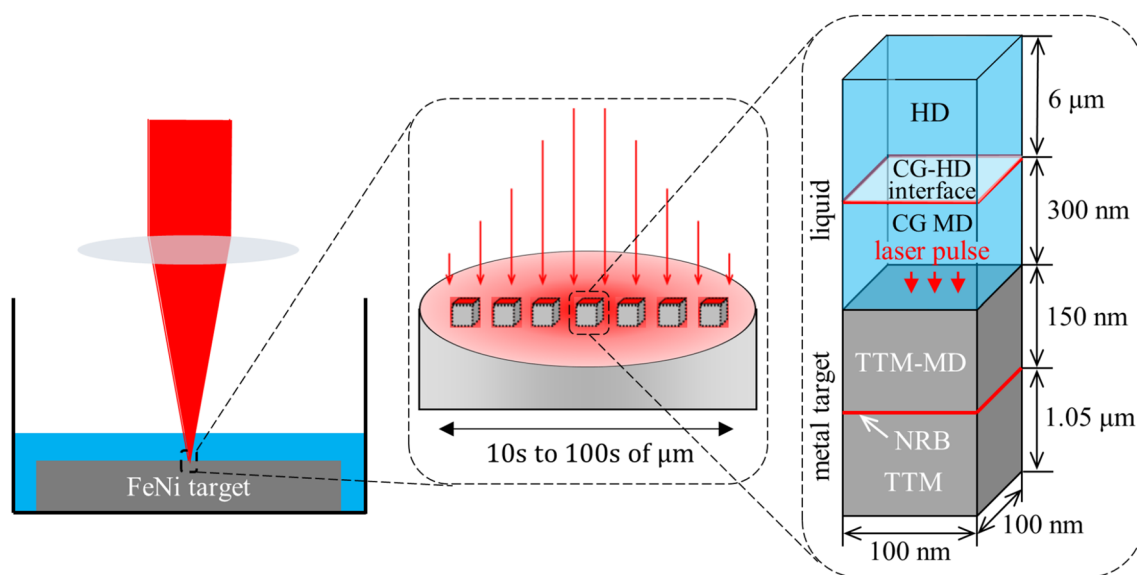 FeNi target
10s to 100s of μm
liquid
metal target
HD
CG-HD
interface
CG MD
laser pulse
TTM-MD
NRB
TTM
6 μm
300 nm
150 nm
1.05 μm
100 nm
100 nm